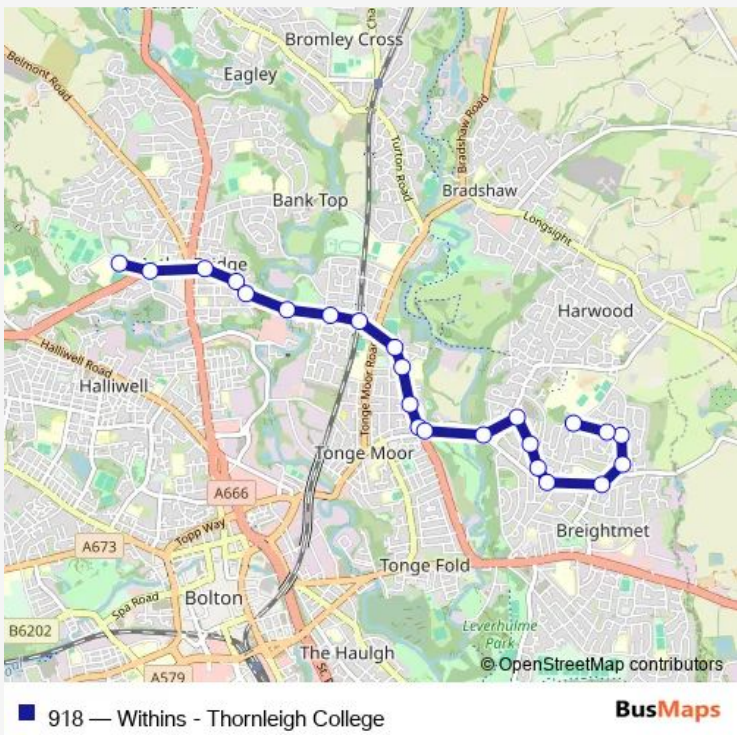 Bromley Cross
Eagley
Belmont Road
Turton Road
Bradshaw Road
Bank Top
Bradshaw
Longsight
Harwood
Halliwell Road
Halliwell
Tonge Moor Road
Tonge Moor
A666
Breightmet
Topp Way
A673
Tonge Fold
Spa Road
Bolton
B6202
Leverhulme
Park
The Haulgh
A579
© OpenStreetMap contributors
918 — Withins - Thornleigh College
BusMaps